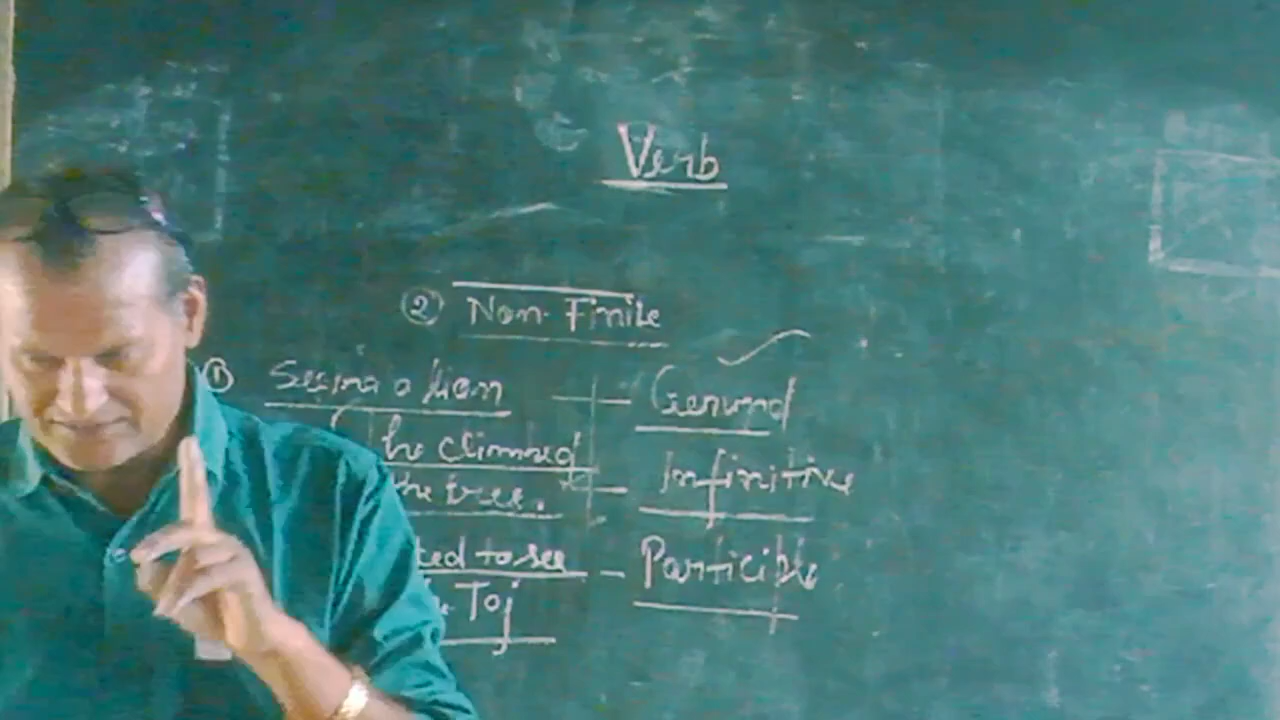 Verb
② Non-Finite
① Seeing a lion — Gerund
he climbed
the tree. — Infinitive
ted to see — Participle
Taj